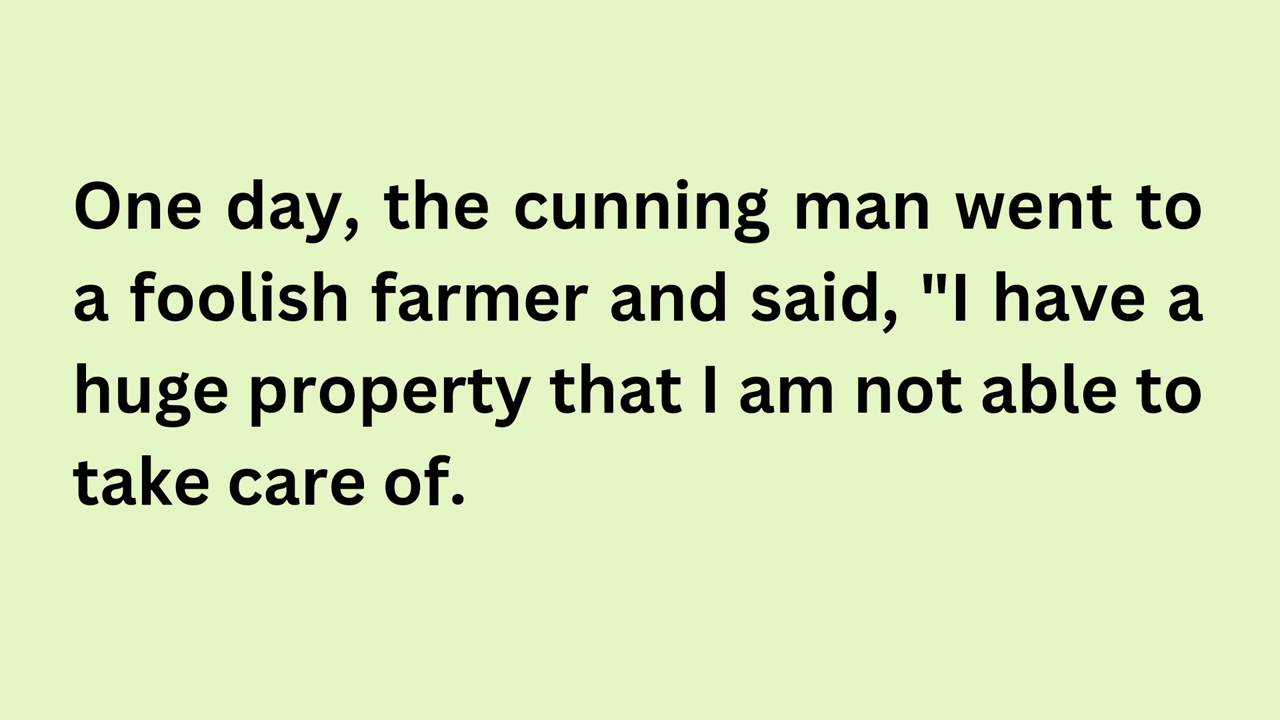 One day, the cunning man went to
a foolish farmer and said, "I have a
huge property that I am not able to
take care of.